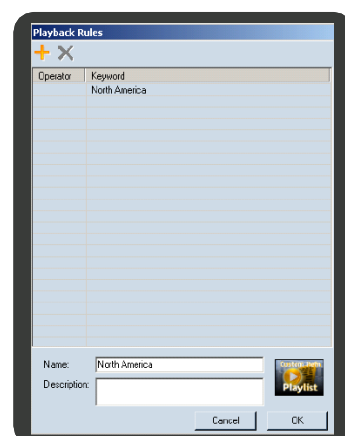 Playback Rules
Operator Keyword
North America
Name: North America
Description:
Playlist
Cancel OK